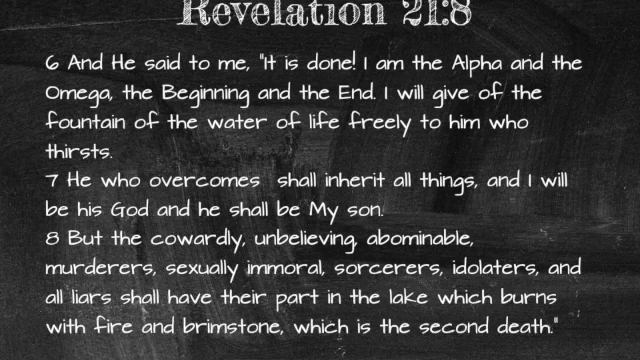 Revelation 21:8
6 And He said to me, "It is done! I am the Alpha and the
Omega, the Beginning and the End. I will give of the
fountain of the water of life freely to him who
thirsts.
7 He who overcomes shall inherit all things, and I will
be his God and he shall be My son.
8 But the cowardly, unbelieving, abominable,
murderers, sexually immoral, sorcerers, idolaters, and
all liars shall have their part in the lake which burns
with fire and brimstone, which is the second death."